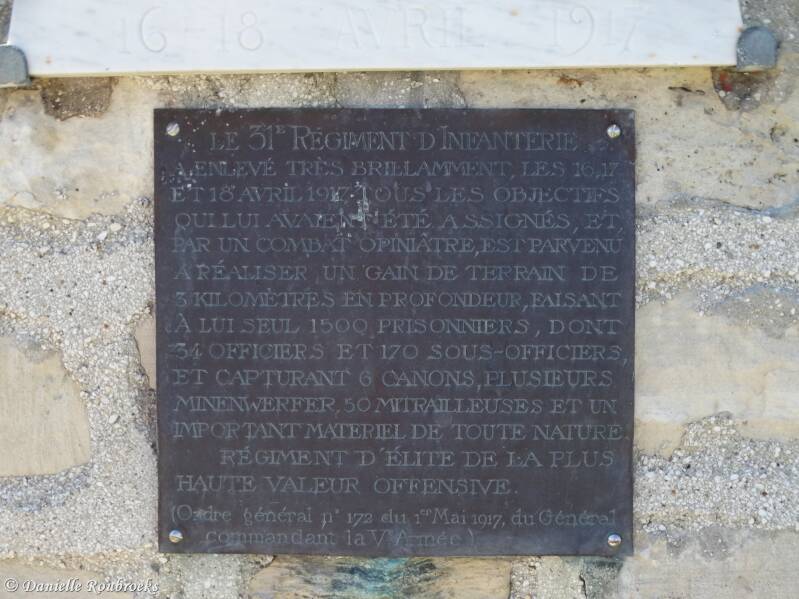 16-18 AVRIL 1917
LE 31E RÉGIMENT D'INFANTERIE
A ENLEVÉ TRÈS BRILLAMMENT, LES 16, 17
ET 18 AVRIL 1917 TOUS LES OBJECTIFS
QUI LUI AVAIENT ÉTÉ ASSIGNÉS, ET,
PAR UN COMBAT OPINIÂTRE, EST PARVENU
À RÉALISER UN GAIN DE TERRAIN DE
3 KILOMÈTRES EN PROFONDEUR, FAISANT
À LUI SEUL 1500 PRISONNIERS, DONT
34 OFFICIERS ET 170 SOUS-OFFICIERS,
ET CAPTURANT 6 CANONS, PLUSIEURS
MINENWERFER, 50 MITRAILLEUSES ET UN
IMPORTANT MATERIEL DE TOUTE NATURE
RÉGIMENT D'ÉLITE DE LA PLUS
HAUTE VALEUR OFFENSIVE.
(Ordre général n° 172 du 1er Mai 1917, du Général
commandant la Ve Armée)
© Danielle Roubroeks